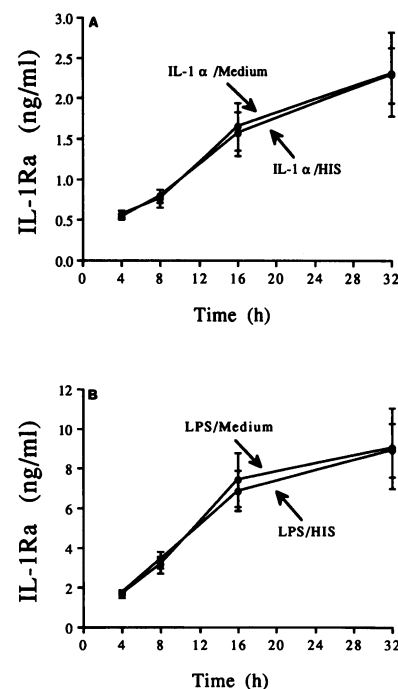 A
3.0
2.5
2.0
1.5
1.0
0.5
0.0
IL-1Ra (ng/ml)
IL-1 α /Medium
IL-1 α/HIS
0 4 8 12 16 20 24 28 32
Time (h)
B
12
10
8
6
4
2
0
IL-1Ra (ng/ml)
LPS/Medium
LPS/HIS
0 4 8 12 16 20 24 28 32
Time (h)